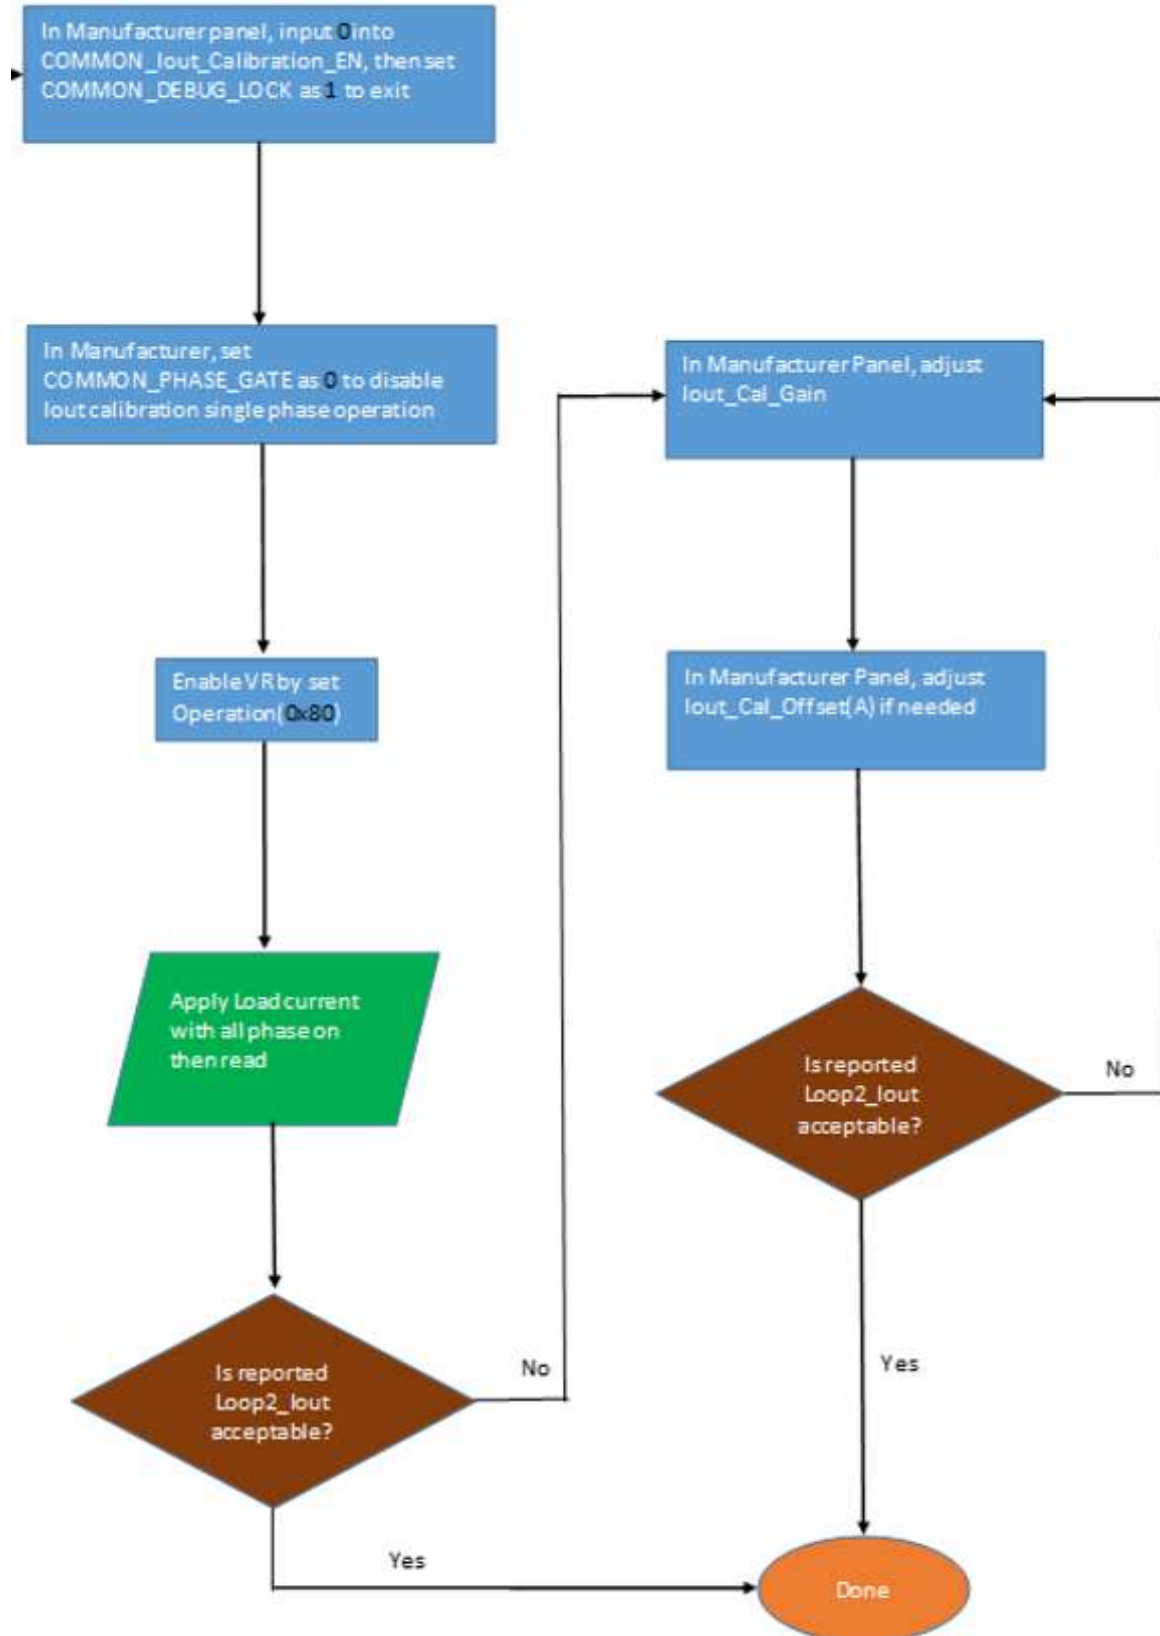 In Manufacturer panel, input 0 into
COMMON_Iout_Calibration_EN, then set
COMMON_DEBUG_LOCK as 1 to exit
In Manufacturer, set
COMMON_PHASE_GATE as 0 to disable
Iout calibration single phase operation
Enable VR by set
Operation(0x80)
Apply Load current
with all phase on
then read
Is reported
Loop2_Iout
acceptable?
No
Yes
In Manufacturer Panel, adjust
Iout_Cal_Gain
In Manufacturer Panel, adjust
Iout_Cal_Offset(A) if needed
Is reported
Loop2_Iout
acceptable?
No
Yes
Done